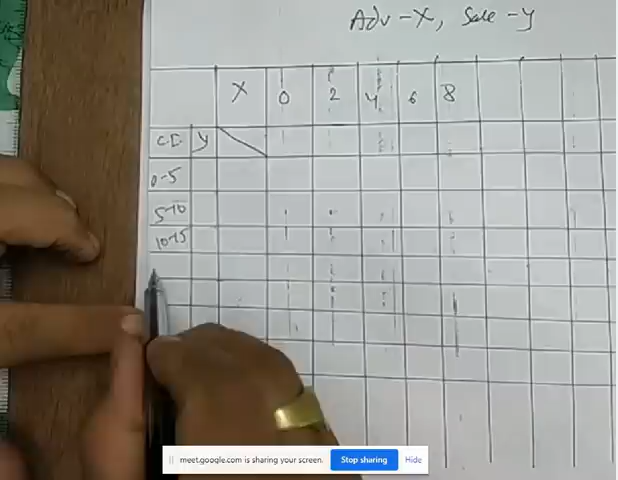 Adv - X, Sale - y
X 0 2 4 6 8
C.I. y
0-5
5-10
10-15
meet.google.com is sharing your screen. Stop sharing Hide